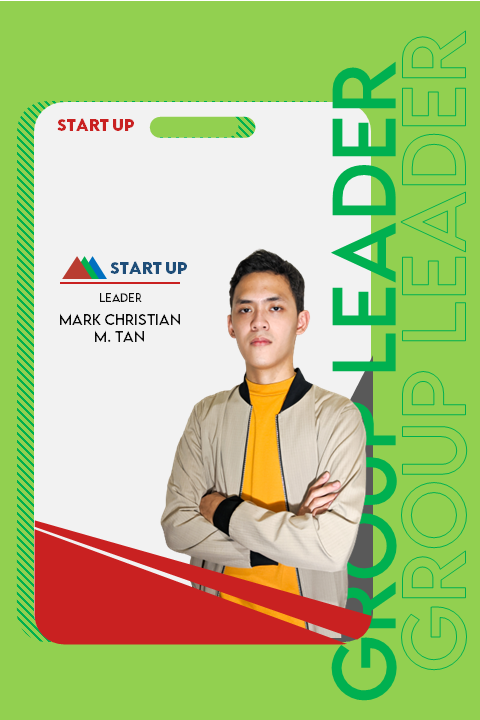 START UP
START UP
LEADER
MARK CHRISTIAN
M. TAN
GROUP LEADER
GROUP LEADER